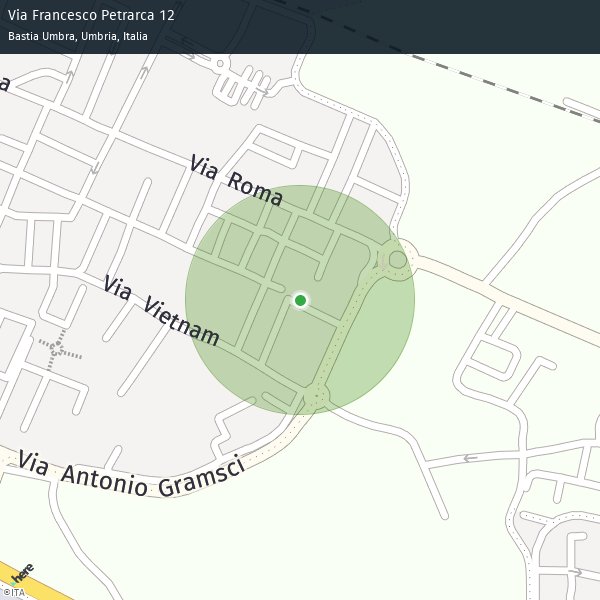 Via Francesco Petrarca 12
Bastia Umbra, Umbria, Italia
a
Via Roma
Via Vietnam
Via Antonio Gramsci
here
©ITA